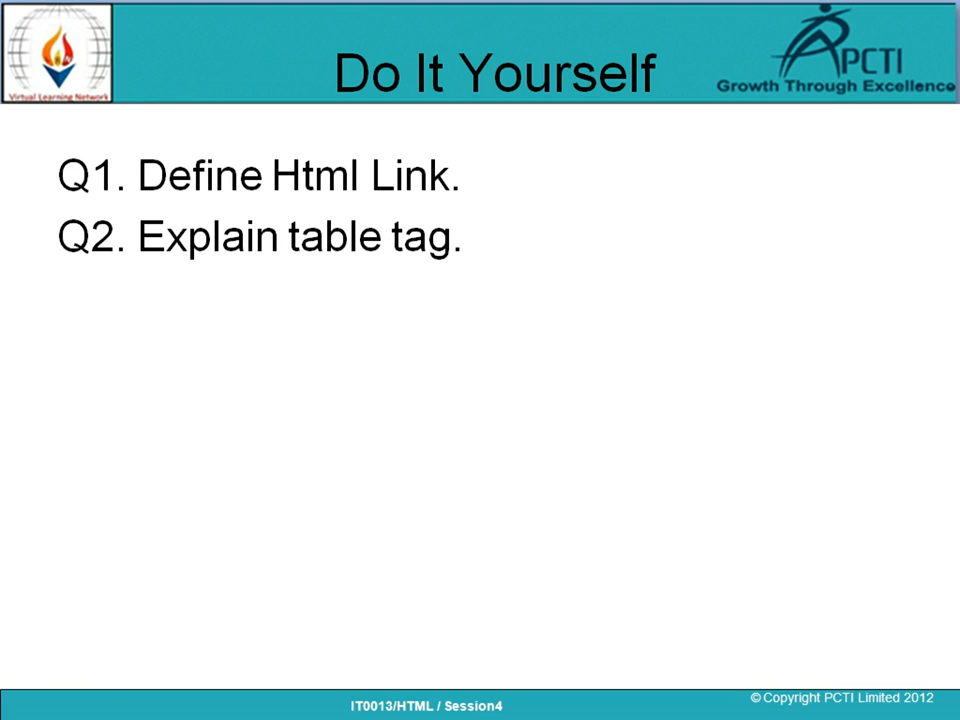 Virtual Learning Network
Do It Yourself
PCTI
Growth Through Excellence
Q1. Define Html Link.
Q2. Explain table tag.
IT0013/HTML / Session4
© Copyright PCTI Limited 2012